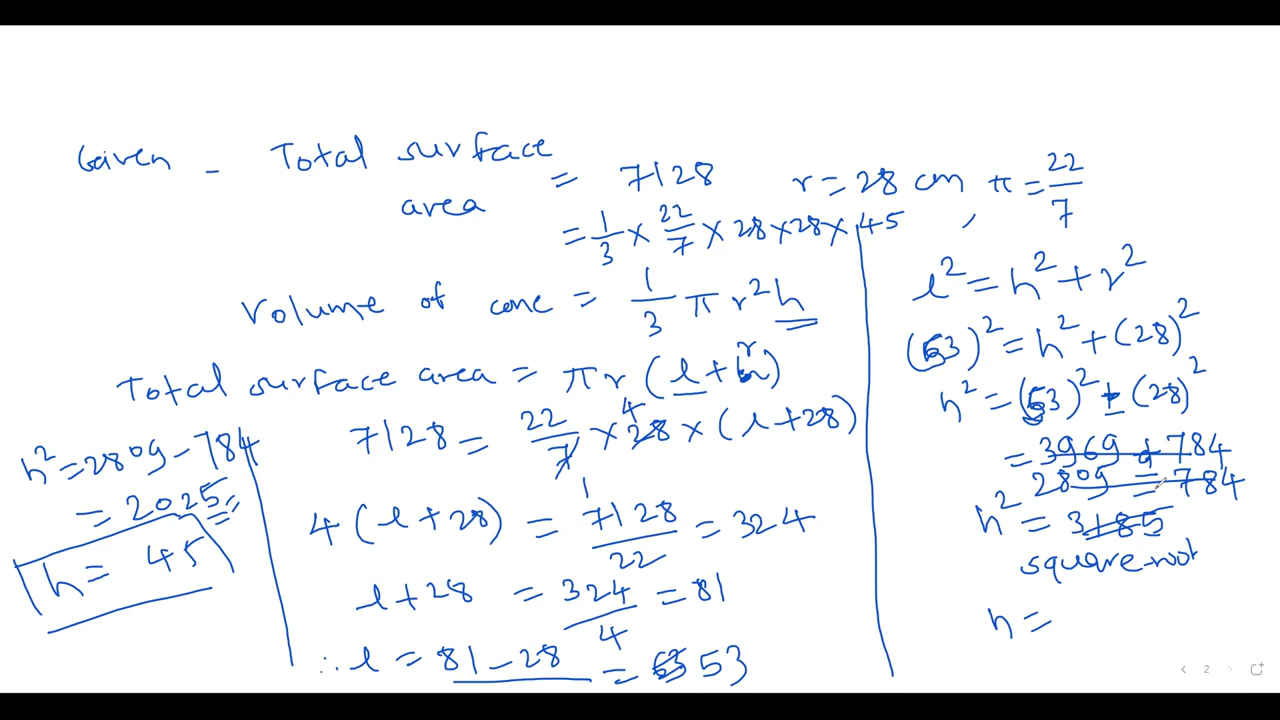 Given - Total surface area = 7128 r = 28 cm, π = 22/7
= 1/3 × 22/7 × 28 × 28 × 45
Volume of cone = 1/3 π r² h
Total surface area = π r (l + r)
7128 = 22/7 × 28 × (l + 28)
4
4 (l + 28) = 7128/22 = 324
1
l + 28 = 324/4 = 81
∴ l = 81 - 28 = 53
l² = h² + r²
(53)² = h² + (28)²
h² = (53)² - (28)²
= 3969 + 784
2809 = 784
h² = 3185
square root
h =
h² = 2809 - 784
= 2025
h = 45
2